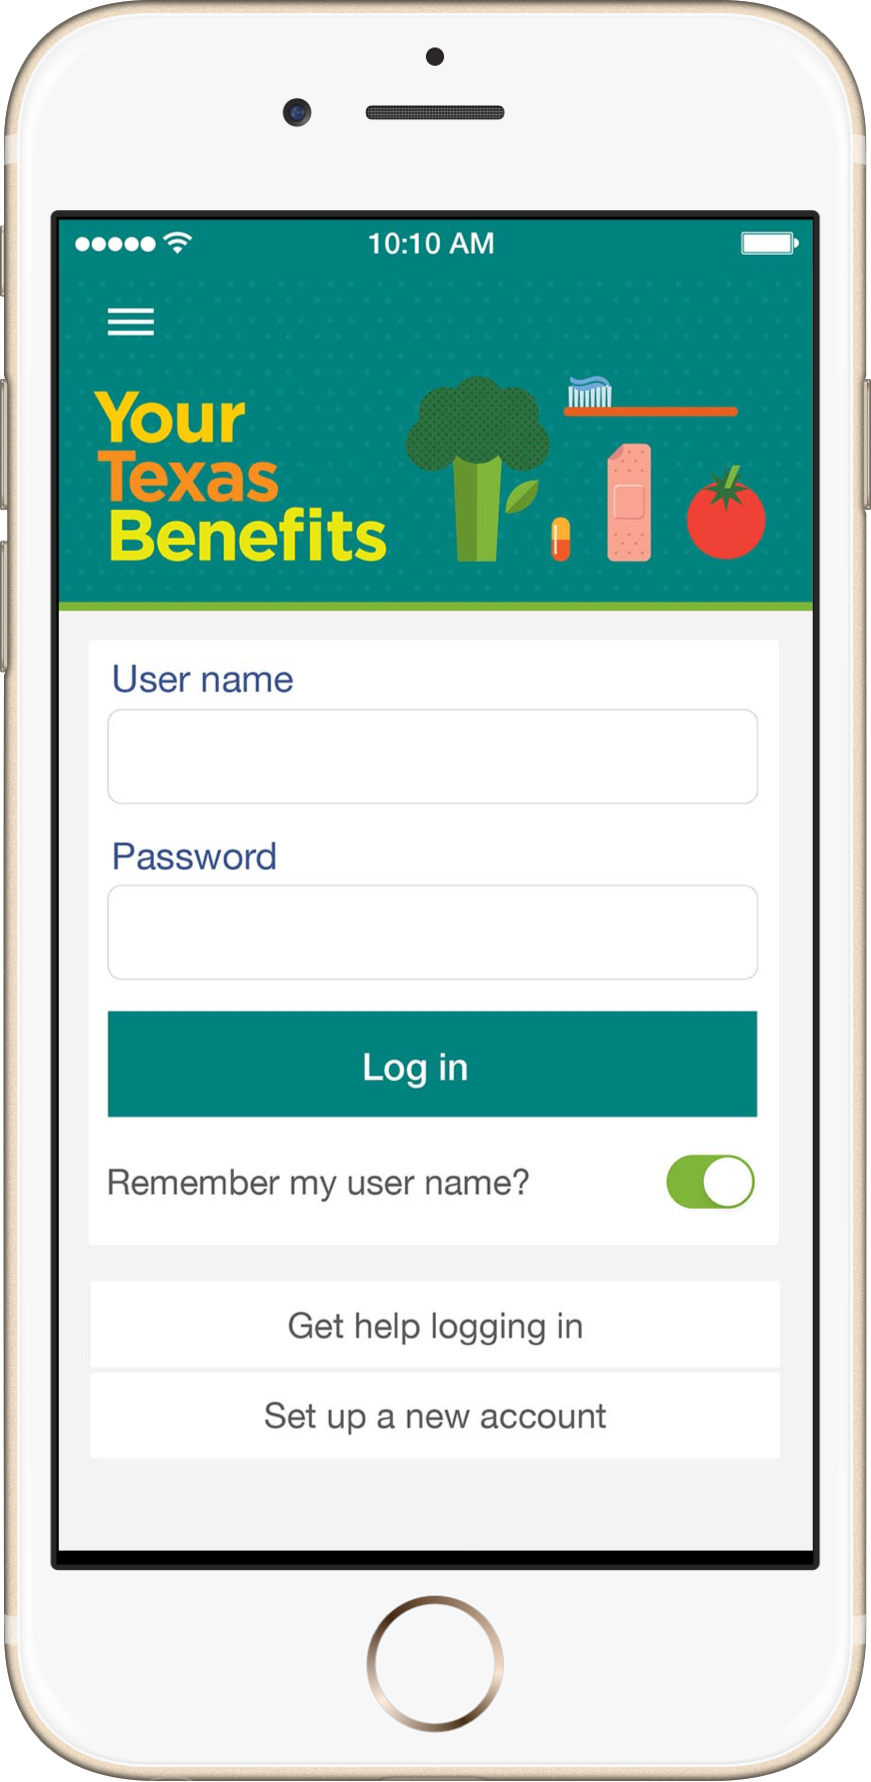 10:10 AM
Your
Texas
Benefits
User name
Password
Log in
Remember my user name?
Get help logging in
Set up a new account